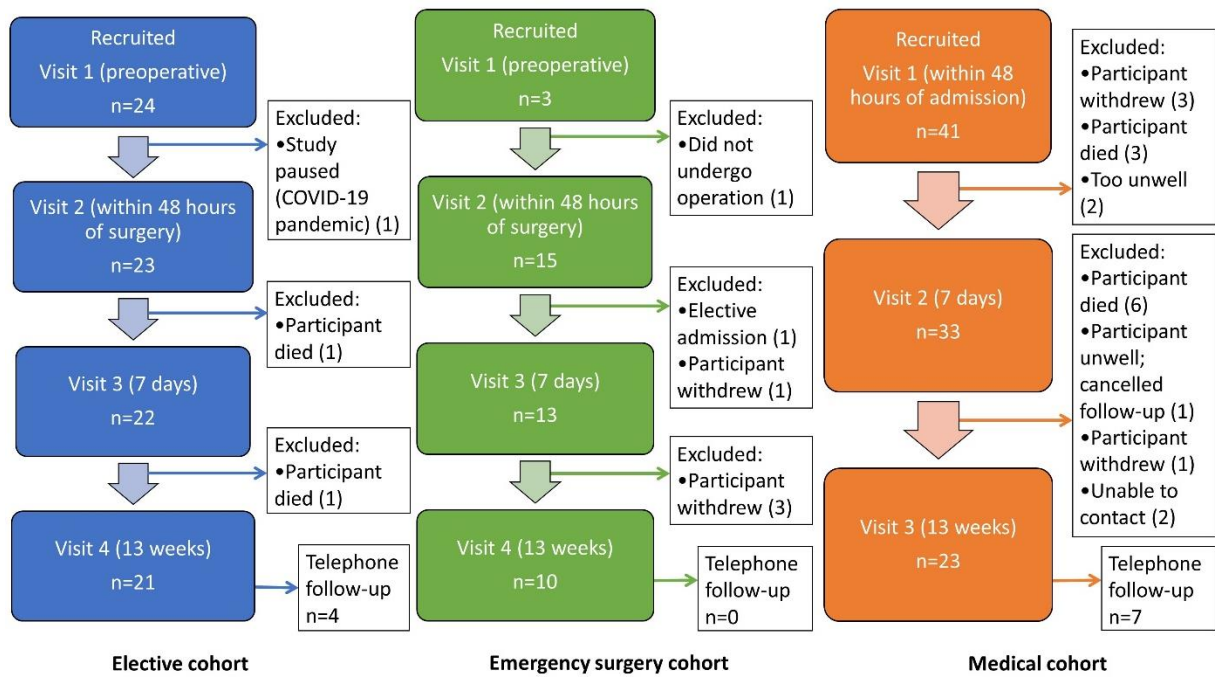 Recruited
Visit 1 (preoperative)
n=24
Excluded:
•Study
paused
(COVID-19
pandemic) (1)
Visit 2 (within 48 hours
of surgery)
n=23
Excluded:
•Participant
died (1)
Visit 3 (7 days)
n=22
Excluded:
•Participant
died (1)
Visit 4 (13 weeks)
n=21
Telephone
follow-up
n=4
Elective cohort
Recruited
Visit 1 (preoperative)
n=3
Excluded:
•Did not
undergo
operation (1)
Visit 2 (within 48 hours
of surgery)
n=15
Excluded:
•Elective
admission (1)
•Participant
withdrew (1)
Visit 3 (7 days)
n=13
Excluded:
•Participant
withdrew (3)
Visit 4 (13 weeks)
n=10
Telephone
follow-up
n=0
Emergency surgery cohort
Recruited
Visit 1 (within 48
hours of admission)
n=41
Excluded:
•Participant
withdrew (3)
•Participant
died (3)
•Too unwell
(2)
Visit 2 (7 days)
n=33
Excluded:
•Participant
died (6)
•Participant
unwell;
cancelled
follow-up (1)
•Participant
withdrew (1)
•Unable to
contact (2)
Visit 3 (13 weeks)
n=23
Telephone
follow-up
n=7
Medical cohort